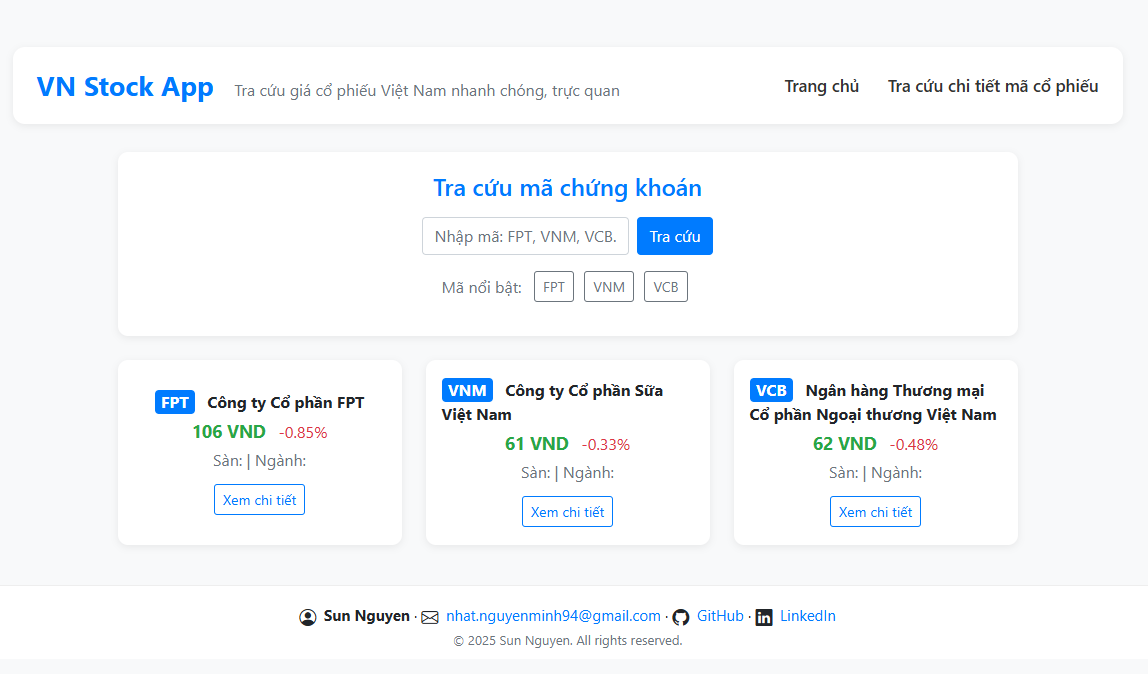 VN Stock App Tra cứu giá cổ phiếu Việt Nam nhanh chóng, trực quan Trang chủ Tra cứu chi tiết mã cổ phiếu
Tra cứu mã chứng khoán
Nhập mã: FPT, VNM, VCB. Tra cứu
Mã nổi bật: FPT VNM VCB
FPT Công ty Cổ phần FPT
106 VND -0.85%
Sàn: | Ngành:
Xem chi tiết
VNM Công ty Cổ phần Sữa
Việt Nam
61 VND -0.33%
Sàn: | Ngành:
Xem chi tiết
VCB Ngân hàng Thương mại
Cổ phần Ngoại thương Việt Nam
62 VND -0.48%
Sàn: | Ngành:
Xem chi tiết
Sun Nguyen · nhat.nguyenminh94@gmail.com · GitHub · in LinkedIn
© 2025 Sun Nguyen. All rights reserved.